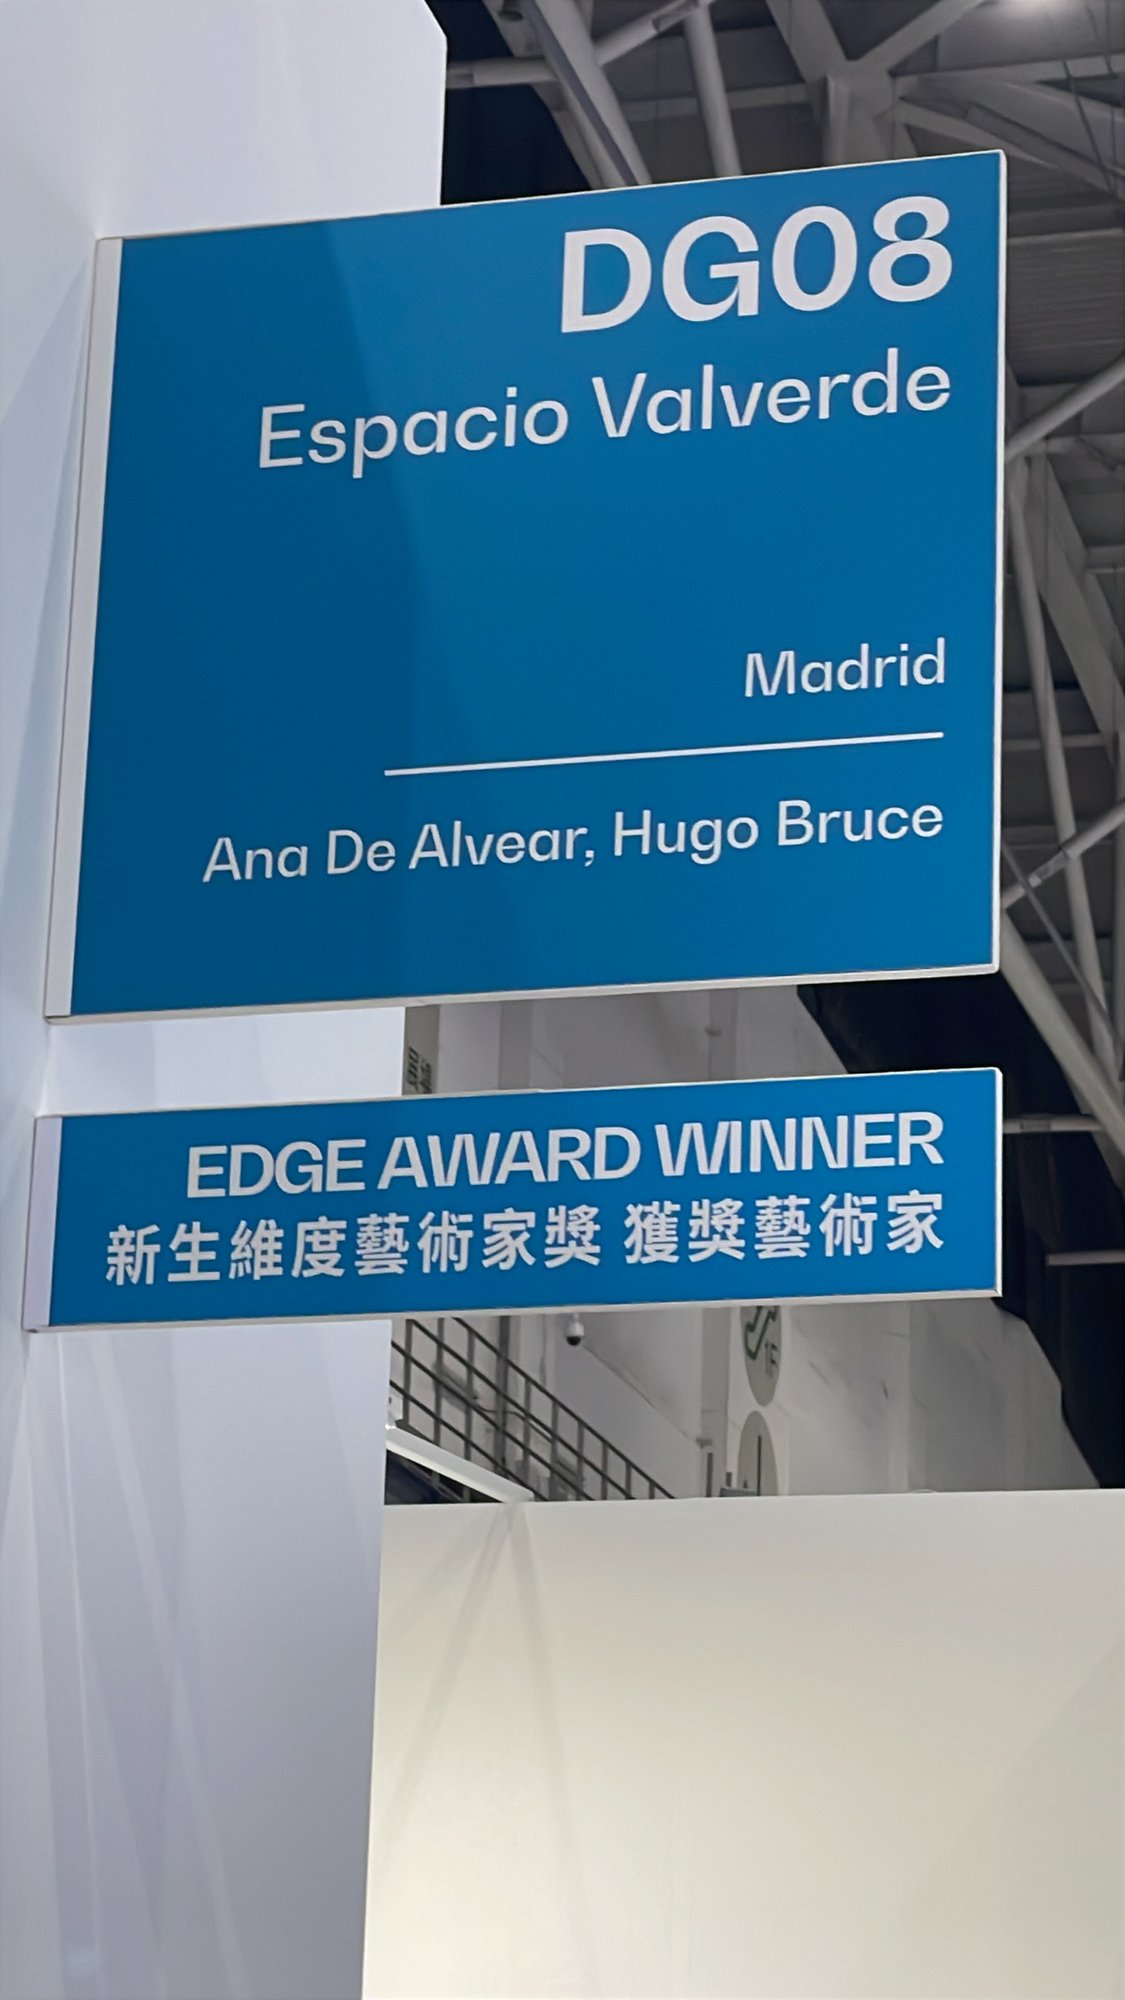 DG08
Espacio Valverde
Madrid
Ana De Alvear, Hugo Bruce
EDGE AWARD WINNER
新生維度藝術家獎 獲獎藝術家
1F